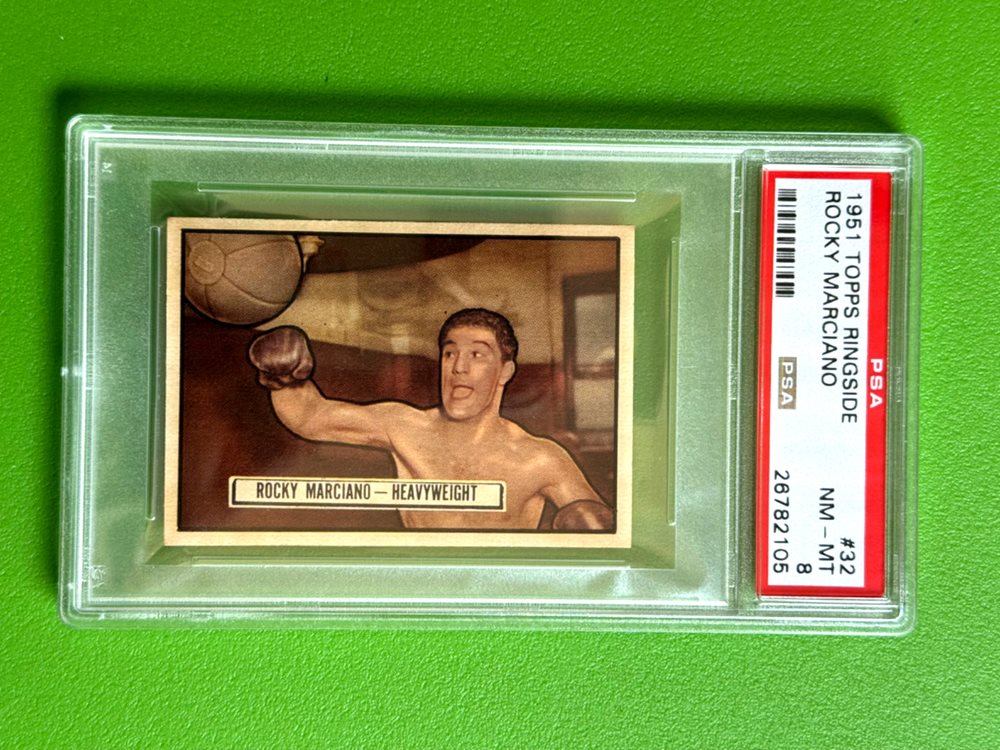 PSA
1951 TOPPS RINGSIDE #32
ROCKY MARCIANO NM - MT
PSA 8
26782105
ROCKY MARCIANO — HEAVYWEIGHT